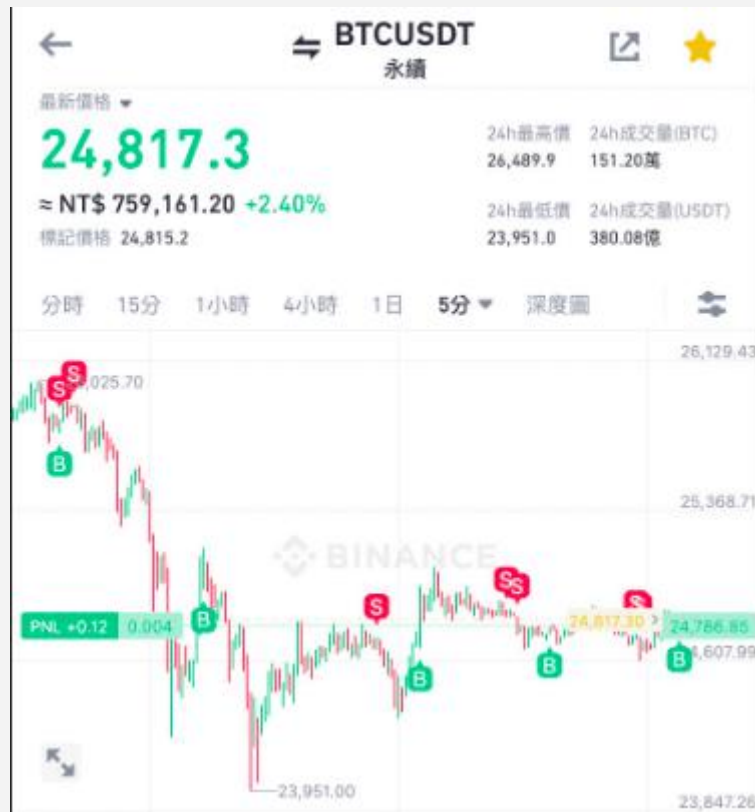 BTCUSDT
永續
最新價格
24,817.3
≈ NT$ 759,161.20 +2.40%
標記價格 24,815.2
24h最高價
26,489.9
24h成交量(BTC)
151.20萬
24h最低價
23,951.0
24h成交量(USDT)
380.08億
分時 15分 1小時 4小時 1日 5分 深度圖
26,129.43
S
S
,025.70
B
25,368.71
BINANCE
S
S
S
S
PNL +0.12 0.004
B
24,817.30
24,786.85
24,607.99
B
B
B
23,951.00
23,847.26